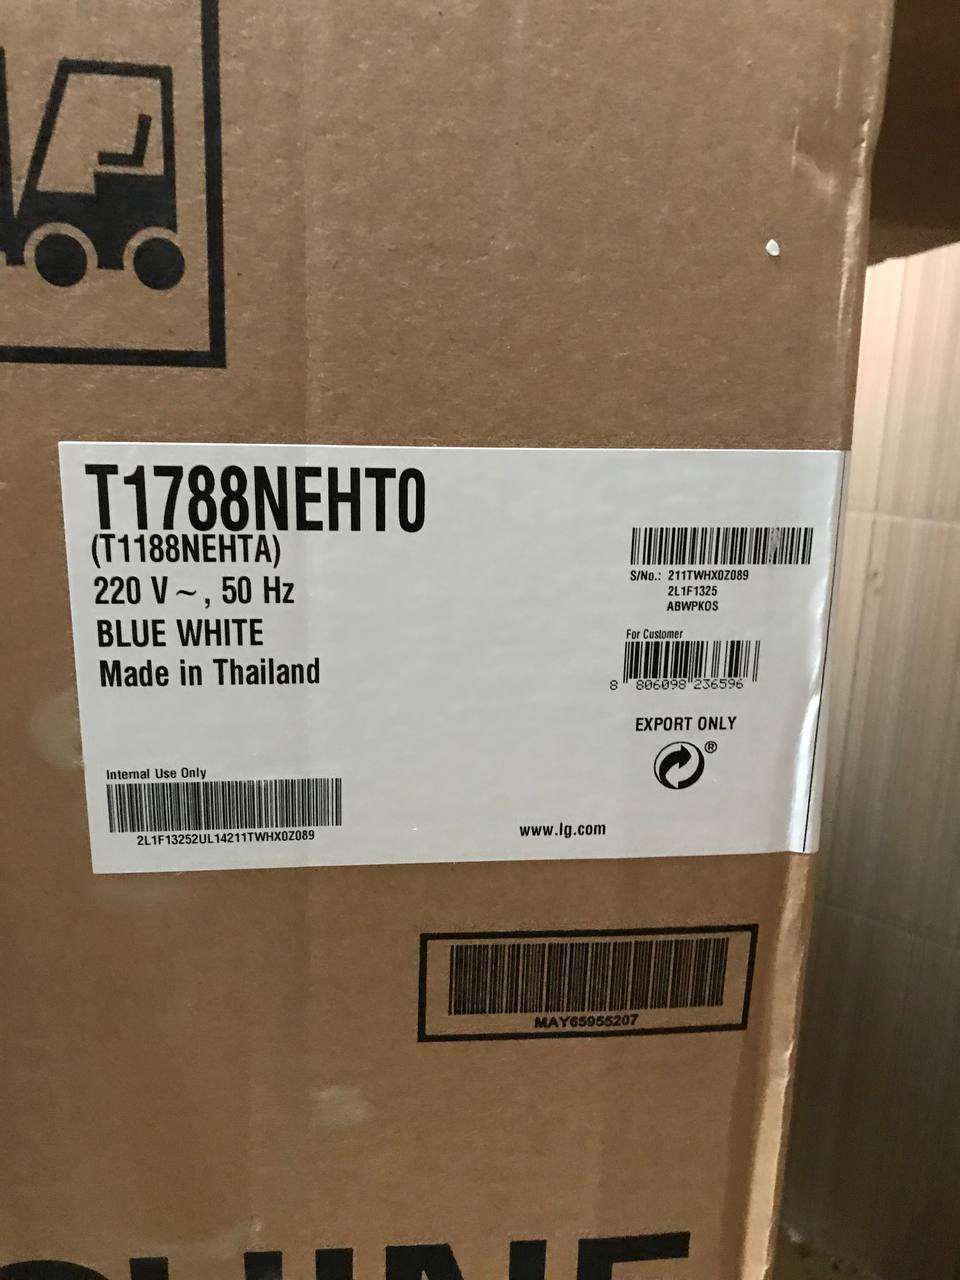 T1788NEHT0
(T1188NEHTA)
220 V ~, 50 Hz
BLUE WHITE
Made in Thailand
S/No.: 211TWHX0Z089
2L1F1325
ABWPKOS
For Customer
8 806098 236596
EXPORT ONLY
®
Internal Use Only
2L1F13252UL14211TWHX0Z089
www.lg.com
MAY65955207